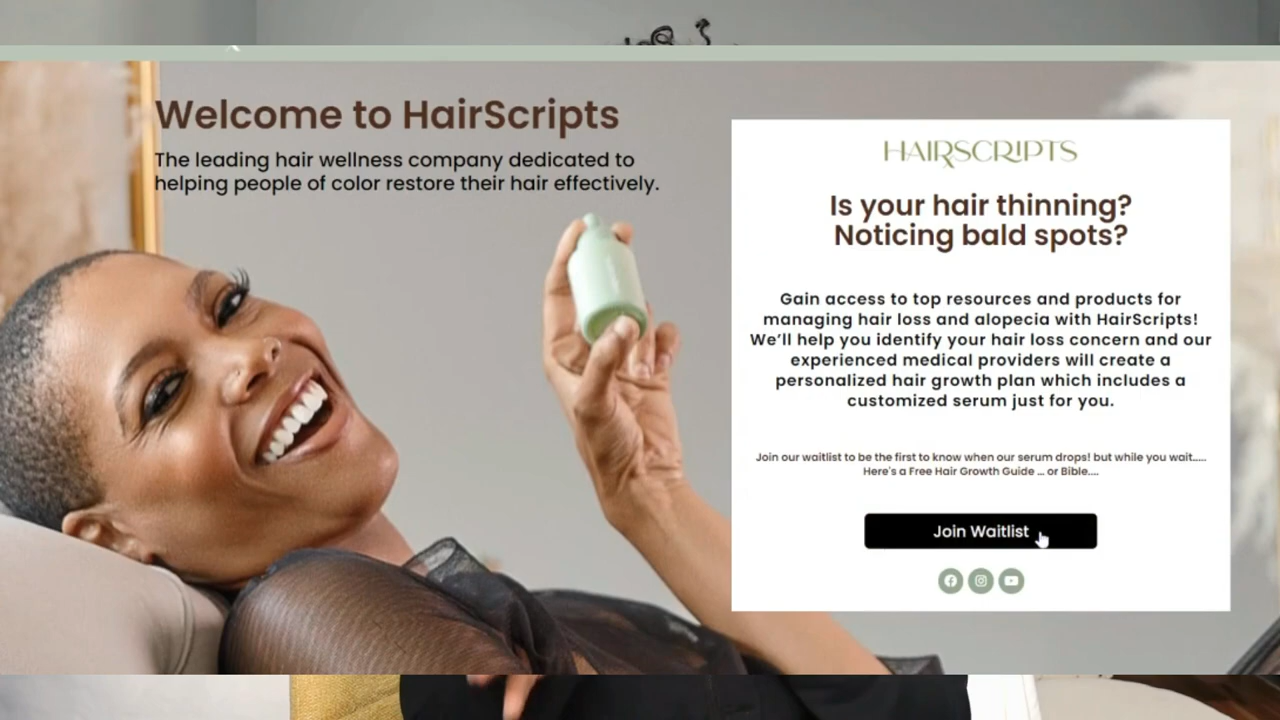 Welcome to HairScripts
The leading hair wellness company dedicated to
helping people of color restore their hair effectively.
HAIRSCRIPTS
Is your hair thinning?
Noticing bald spots?
Gain access to top resources and products for
managing hair loss and alopecia with HairScripts!
We'll help you identify your hair loss concern and our
experienced medical providers will create a
personalized hair growth plan which includes a
customized serum just for you.
Join our waitlist to be the first to know when our serum drops! but while you wait.....
Here's a Free Hair Growth Guide ... or Bible....
Join Waitlist